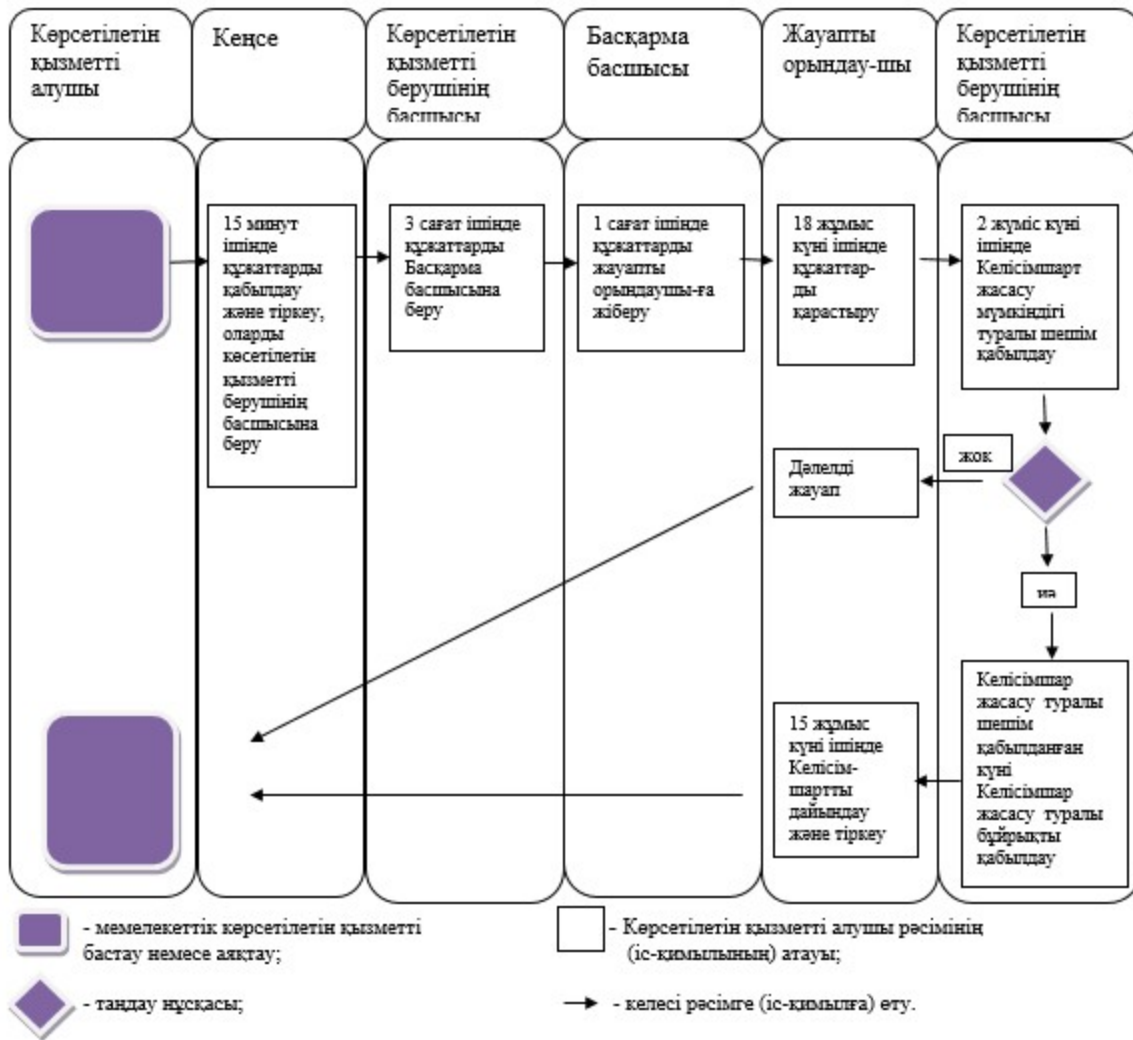 Көрсетілетін
қызметті
алушы
Кеңсе
Көрсетілетін
қызметті
берушінің
басшысы
Басқарма
басшысы
Жауапты
орындау-шы
Көрсетілетін
қызметті
берушінің
басшысы
15 минут
ішінде
құжаттарды
қабылдау
және тіркеу,
оларды
көсетілетін
қызметті
берушінің
басшысына
беру
3 сағат ішінде
құжаттарды
Басқарма
басшысына
беру
1 сағат ішінде
құжаттарды
жауапты
орындаушы-ға
жіберу
18 жұмыс
күні ішінде
құжаттар-
ды
қарастыру
2 жүміс күні
ішінде
Келісімшарт
жасасу
мүмкіндігі
туралы шешім
қабылдау
жок
Дәлелді
жауап
иә
Келісімшар
жасасу туралы
шешім
қабылданған
күні
Келісімшар
жасасу туралы
бұйрықты
қабылдау
15 жұмыс
күні ішінде
Келісім-
шартты
дайындау
және тіркеу
- мемелекеттік көрсетілетін қызметті
бастау немесе аяқтау;
- Көрсетілетін қызметті алушы рәсімінің
(іс-қимылының) атауы;
- таңдау нұсқасы;
- келесі рәсімге (іс-қимылға) өту.